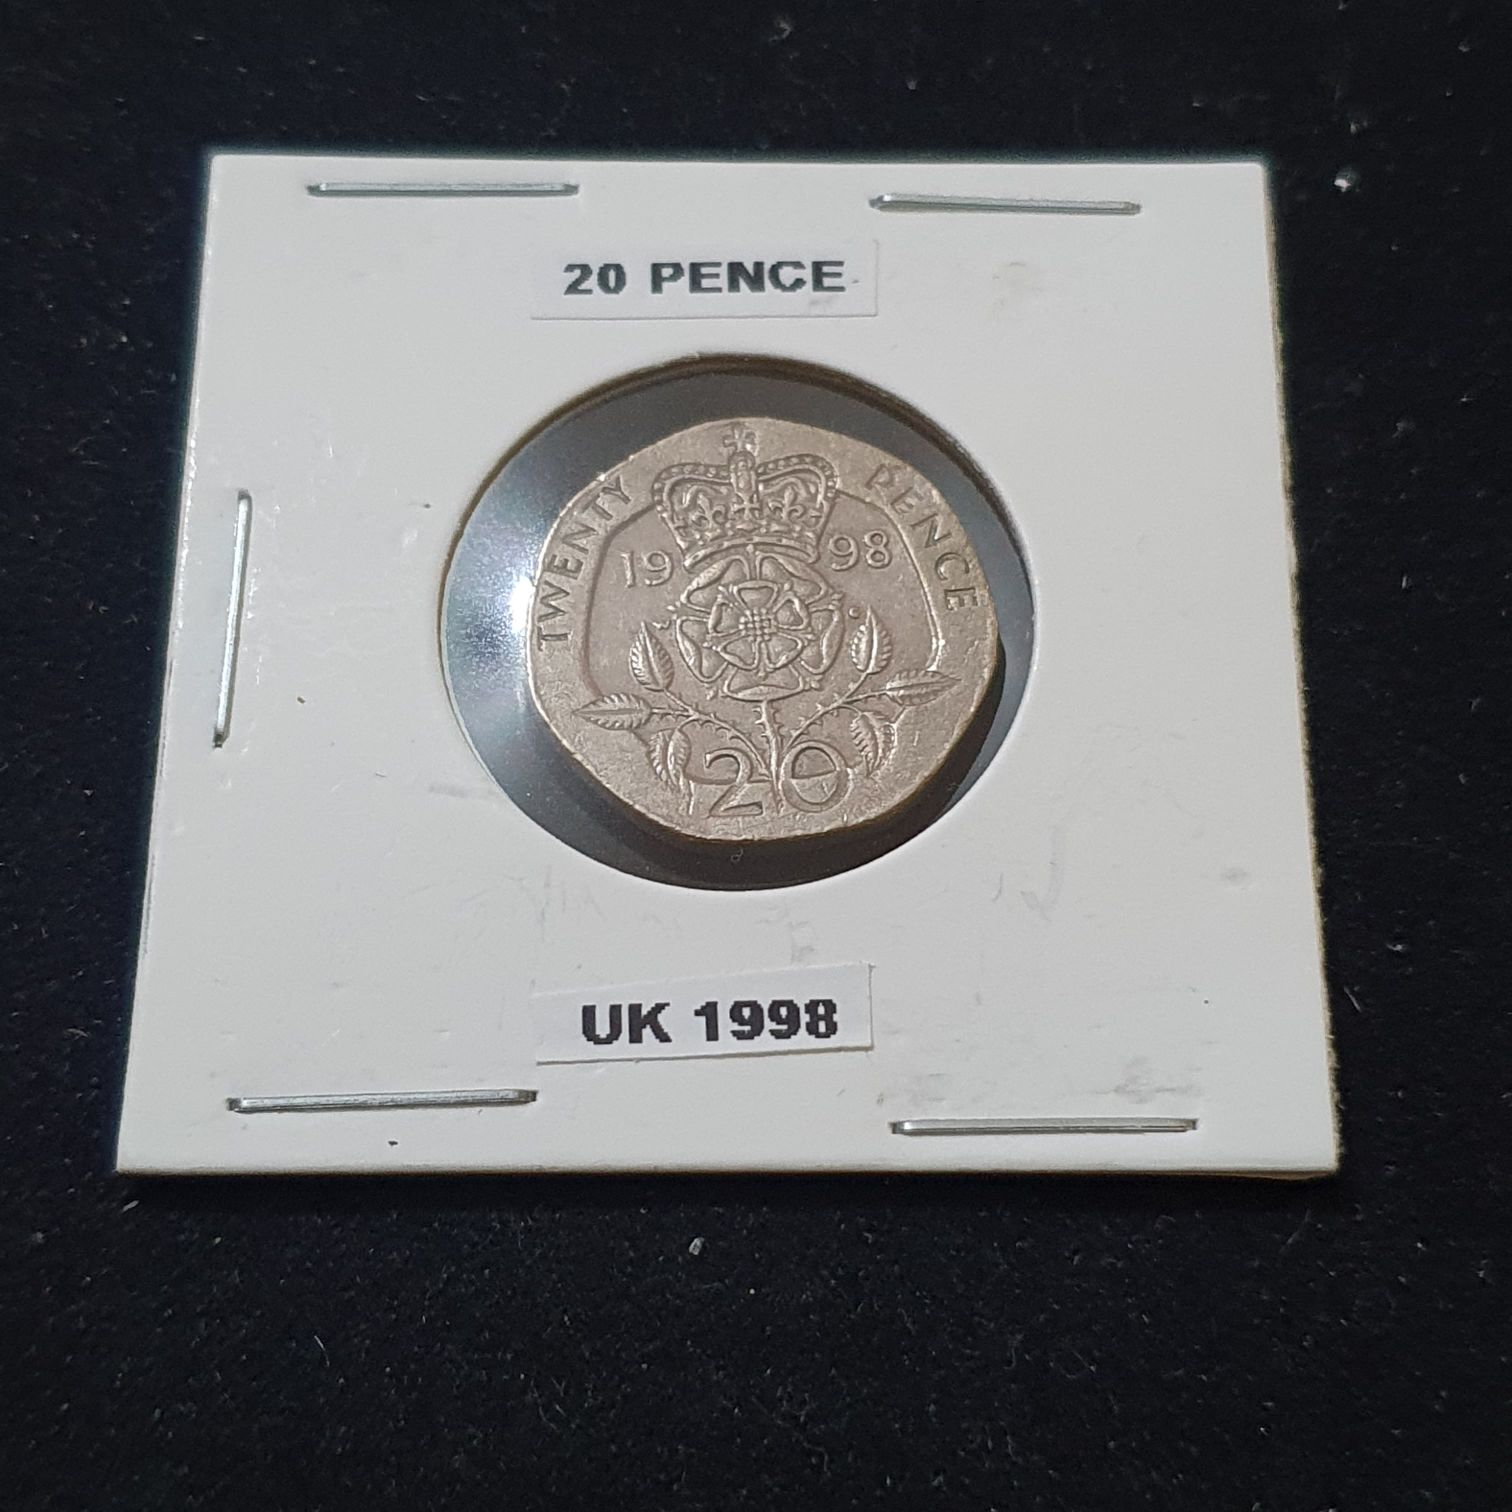 20 PENCE
TWENTY PENCE
19 98
20
UK 1998